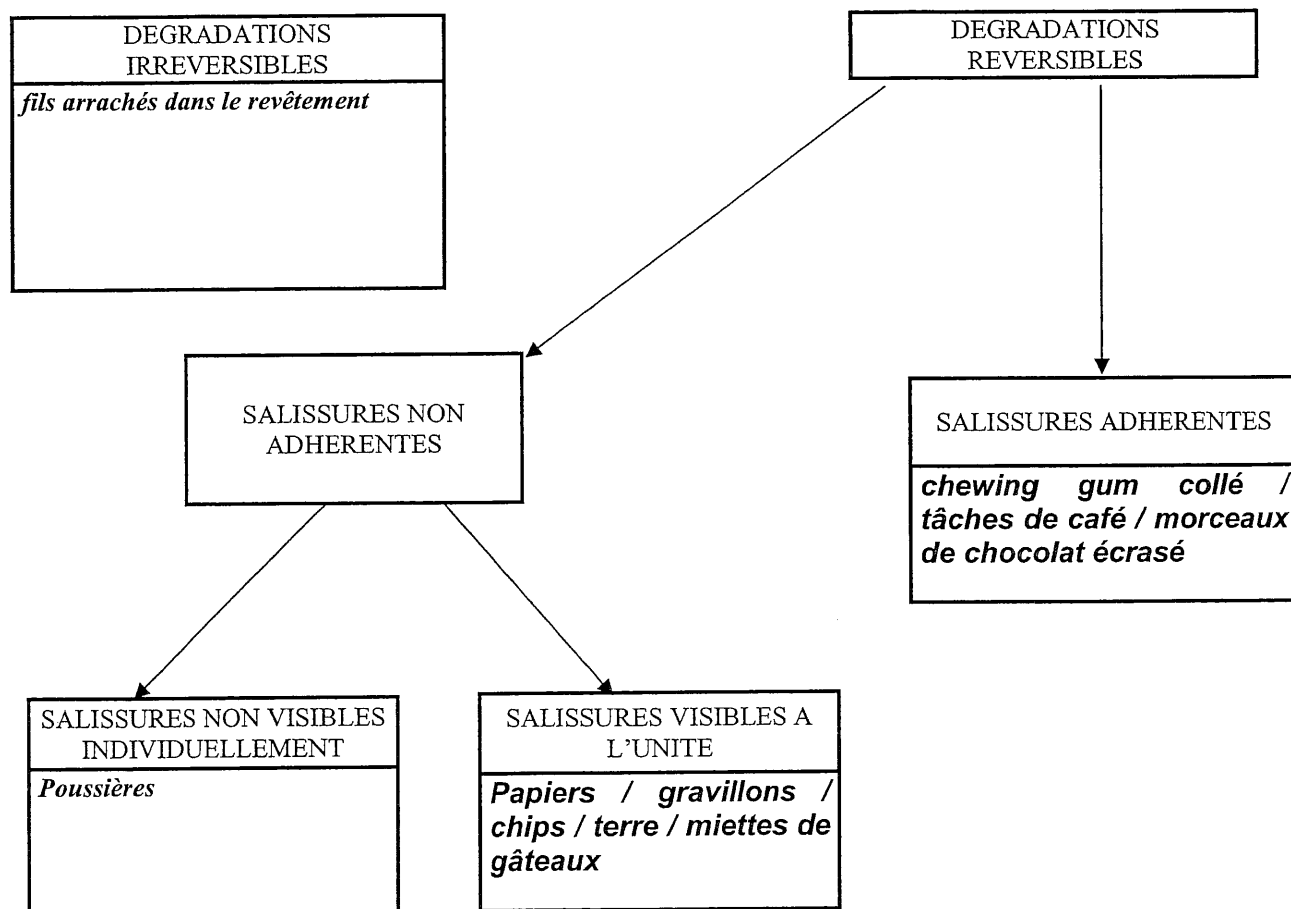 DEGRADATIONS
IRREVERSIBLES
fils arrachés dans le revêtement
DEGRADATIONS
REVERSIBLES
SALISSURES NON
ADHERENTES
SALISSURES ADHERENTES
chewing gum collé /
tâches de café / morceaux
de chocolat écrasé
SALISSURES NON VISIBLES
INDIVIDUELLEMENT
Poussières
SALISSURES VISIBLES A
L'UNITE
Papiers / gravillons /
chips / terre / miettes de
gâteaux